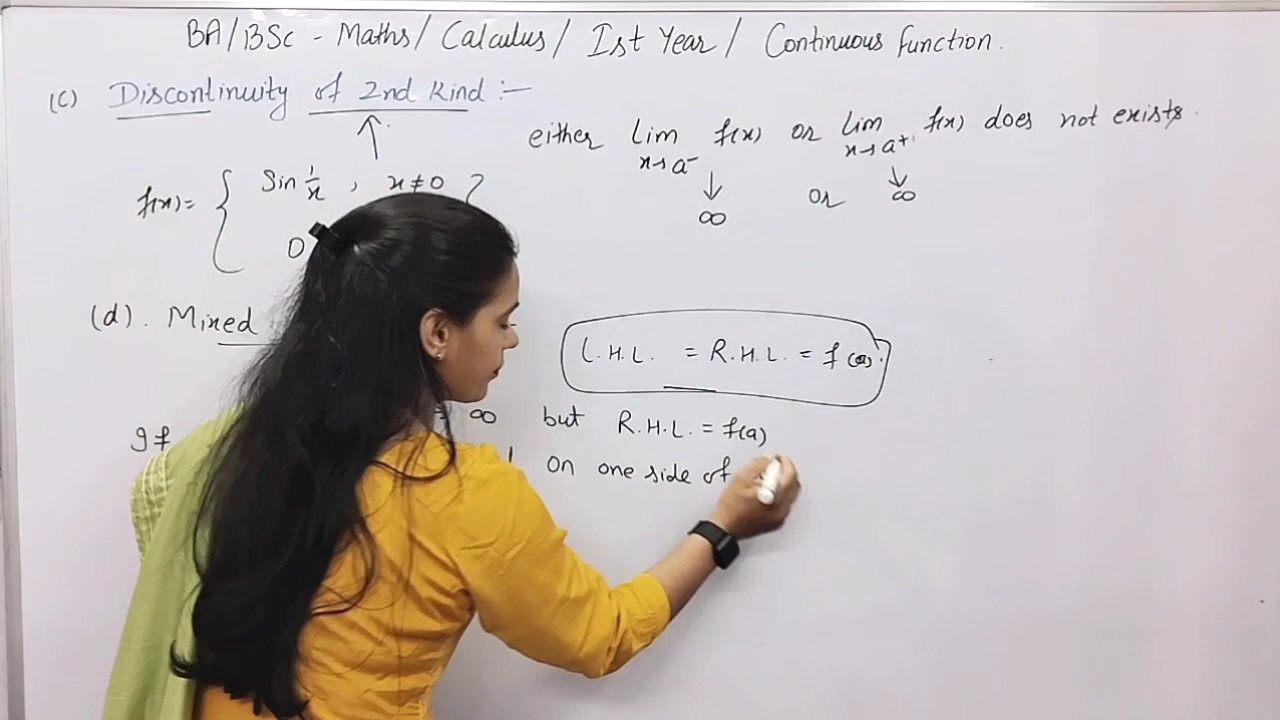 BA/BSc - Maths/ Calculus/ Ist Year/ Continuous function.
(c) Discontinuity of 2nd Kind :-
either Lim f(x) or Lim f(x) does not exists.
x→a⁻ x→a⁺
∞ or ∞
f(x) = { Sin 1/x , x≠0
0
(d). Mixed
L.H.L. = R.H.L. = f(a).
If ∞ but R.H.L. = f(a)
on one side of